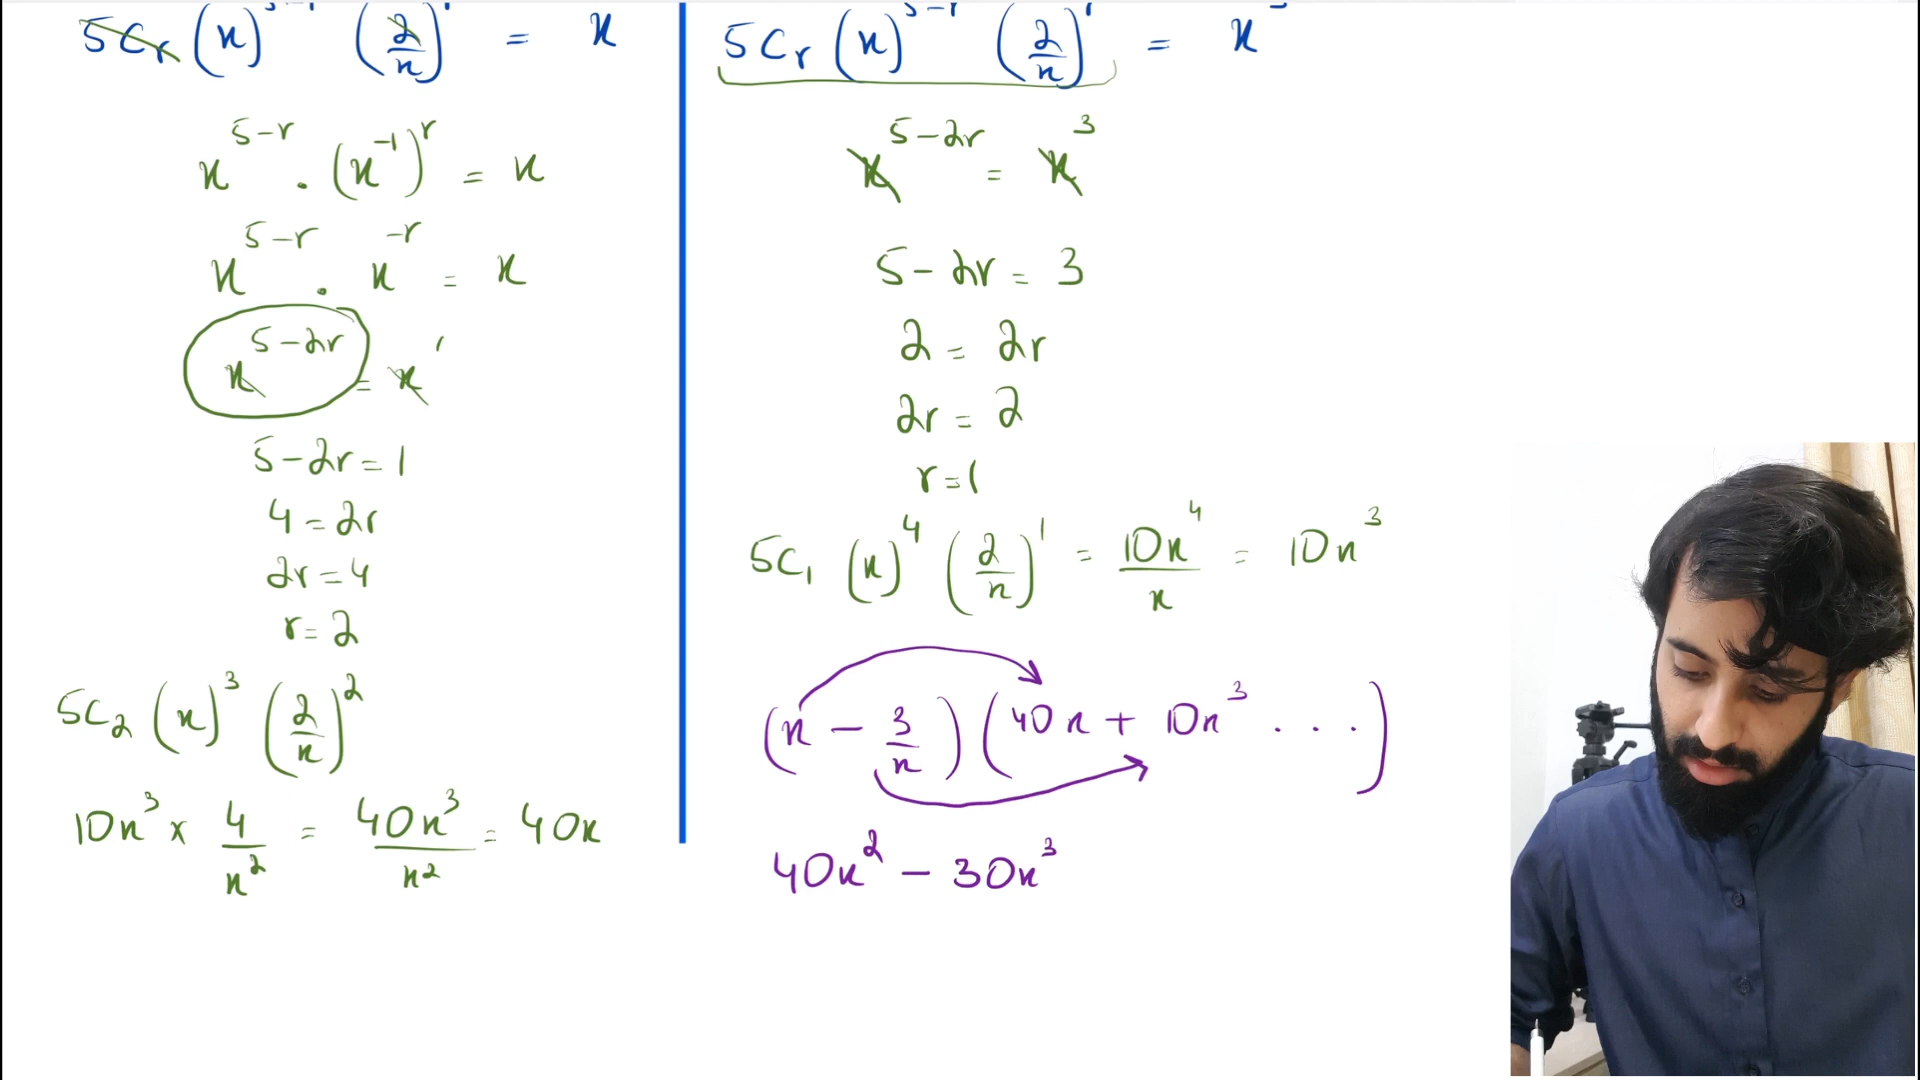 5Cr (x)^5-r (2/x)^r = x
x^5-r . (x^-1)^r = x
x^5-r . x^-r = x
x^5-2r = x^1
5-2r = 1
4 = 2r
2r = 4
r = 2
5C2 (x)^3 (2/x)^2
10x^3 × 4/x^2 = 40x^3/x^2 = 40x
5Cr (x)^5-r (2/x)^r = x^3
x^5-2r = x^3
5-2r = 3
2 = 2r
2r = 2
r = 1
5C1 (x)^4 (2/x)^1 = 10x^4/x = 10x^3
(x - 3/x)(40x + 10x^3 . . .)
40x^2 - 30x^3